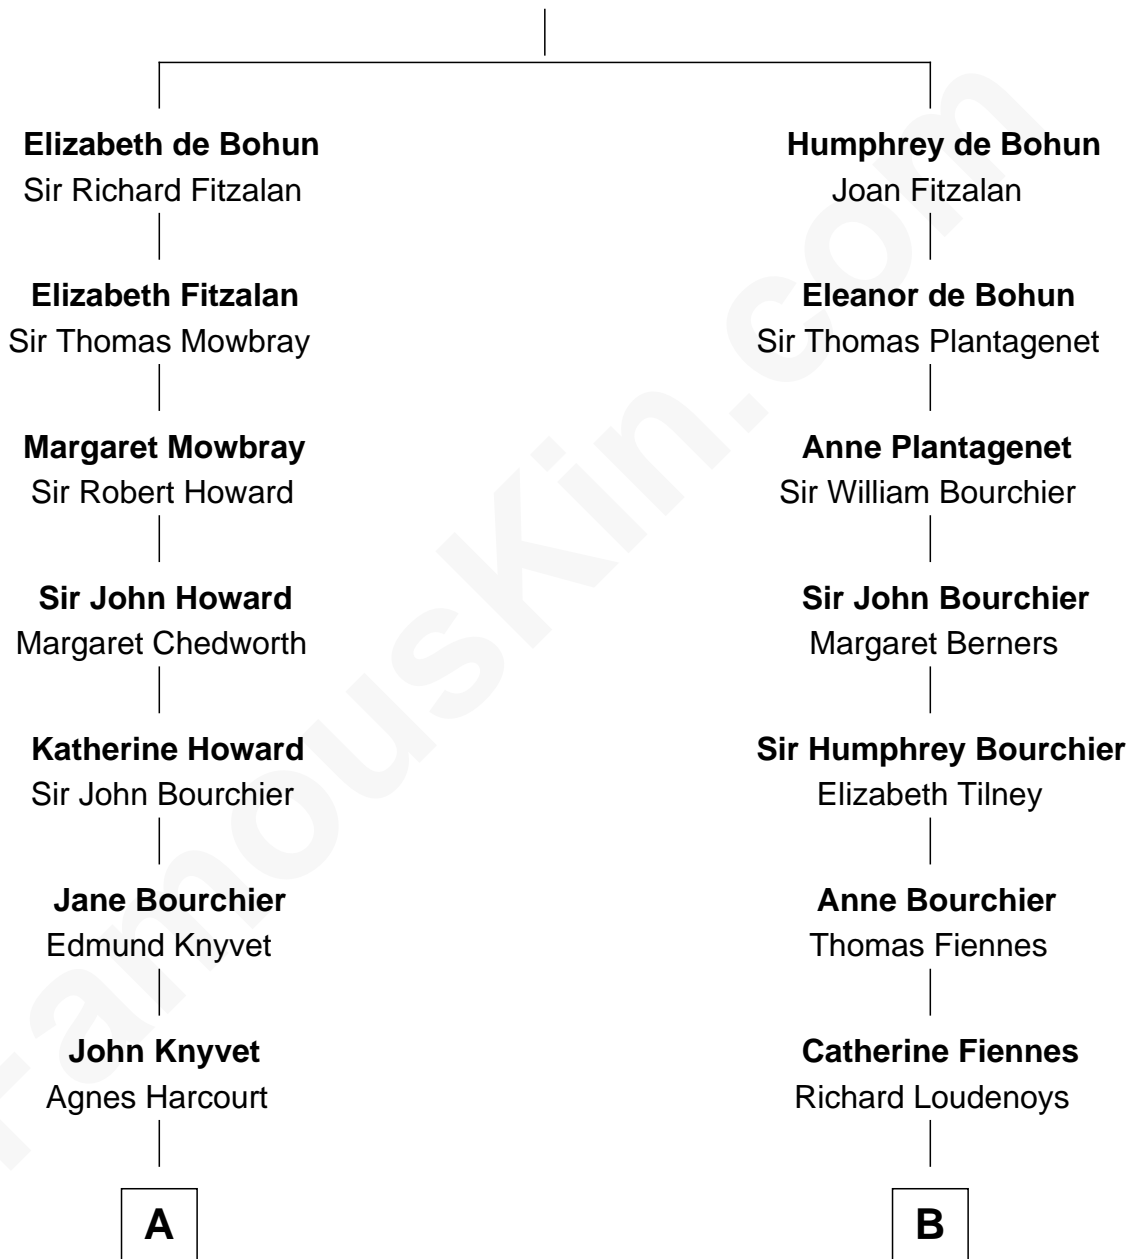 Elizabeth de Bohun
Sir Richard Fitzalan
Elizabeth Fitzalan
Sir Thomas Mowbray
Margaret Mowbray
Sir Robert Howard
Sir John Howard
Margaret Chedworth
Katherine Howard
Sir John Bourchier
Jane Bourchier
Edmund Knyvet
John Knyvet
Agnes Harcourt
A
Humphrey de Bohun
Joan Fitzalan
Eleanor de Bohun
Sir Thomas Plantagenet
Anne Plantagenet
Sir William Bourchier
Sir John Bourchier
Margaret Berners
Sir Humphrey Bourchier
Elizabeth Tilney
Anne Bourchier
Thomas Fiennes
Catherine Fiennes
Richard Loudenoys
B
FamousKin.com